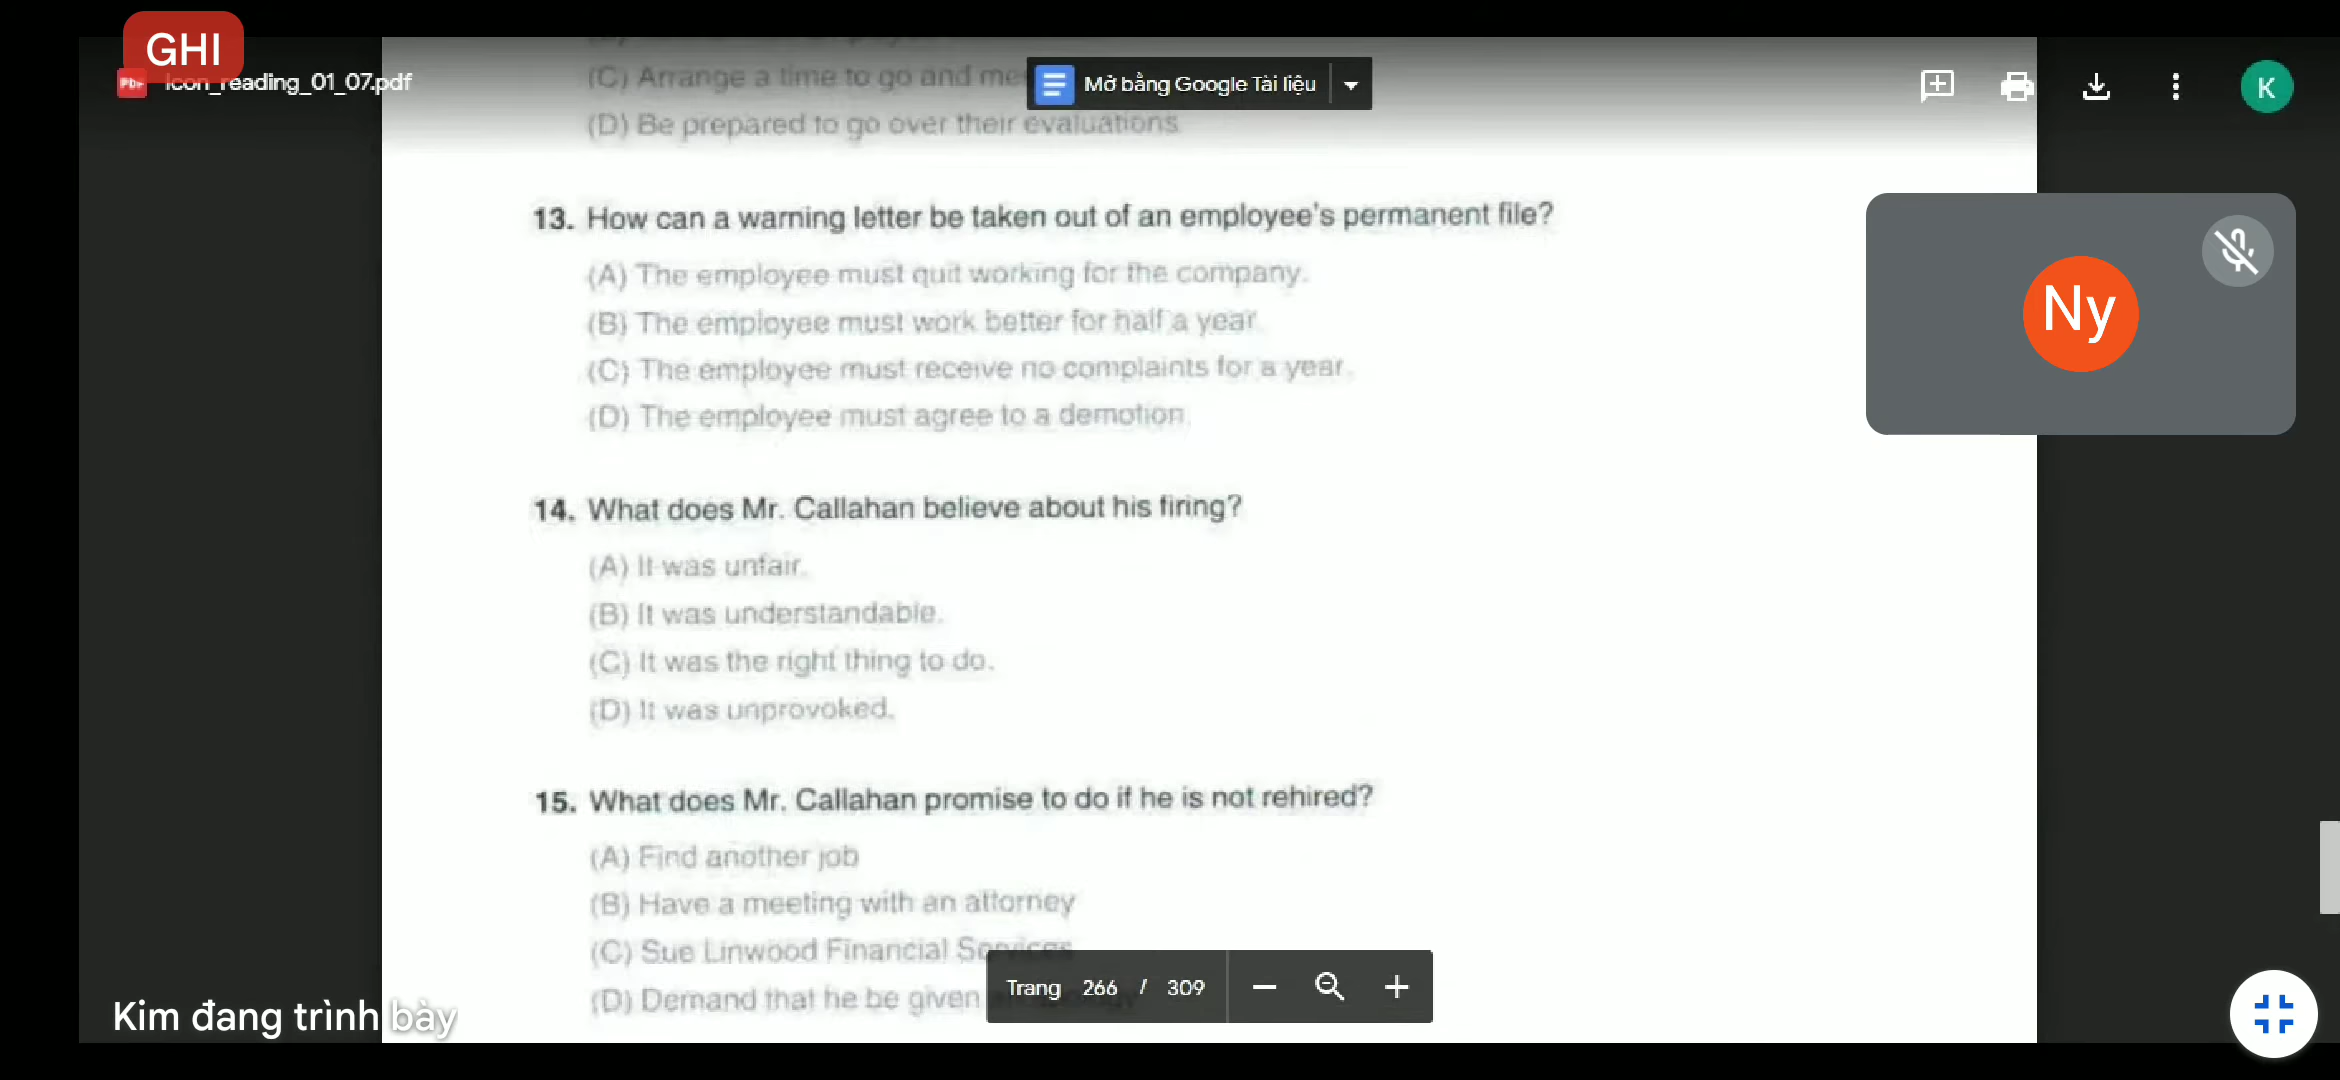 GHI
Icon_reading_01_07.pdf
(C) Arrange a time to go and
Mở bằng Google Tài liệu
K
(D) Be prepared to go over their evaluations
13. How can a warning letter be taken out of an employee's permanent file?
(A) The employee must quit working for the company.
(B) The employee must work better for half a year.
(C) The employee must receive no complaints for a year.
(D) The employee must agree to a demotion.
Ny
14. What does Mr. Callahan believe about his firing?
(A) It was unfair.
(B) It was understandable.
(C) It was the right thing to do.
(D) It was unprovoked.
15. What does Mr. Callahan promise to do if he is not rehired?
(A) Find another job
(B) Have a meeting with an attorney
(C) Sue Linwood Financial Services
(D) Demand that he be given
Trang 266 / 309
Kim đang trình bày